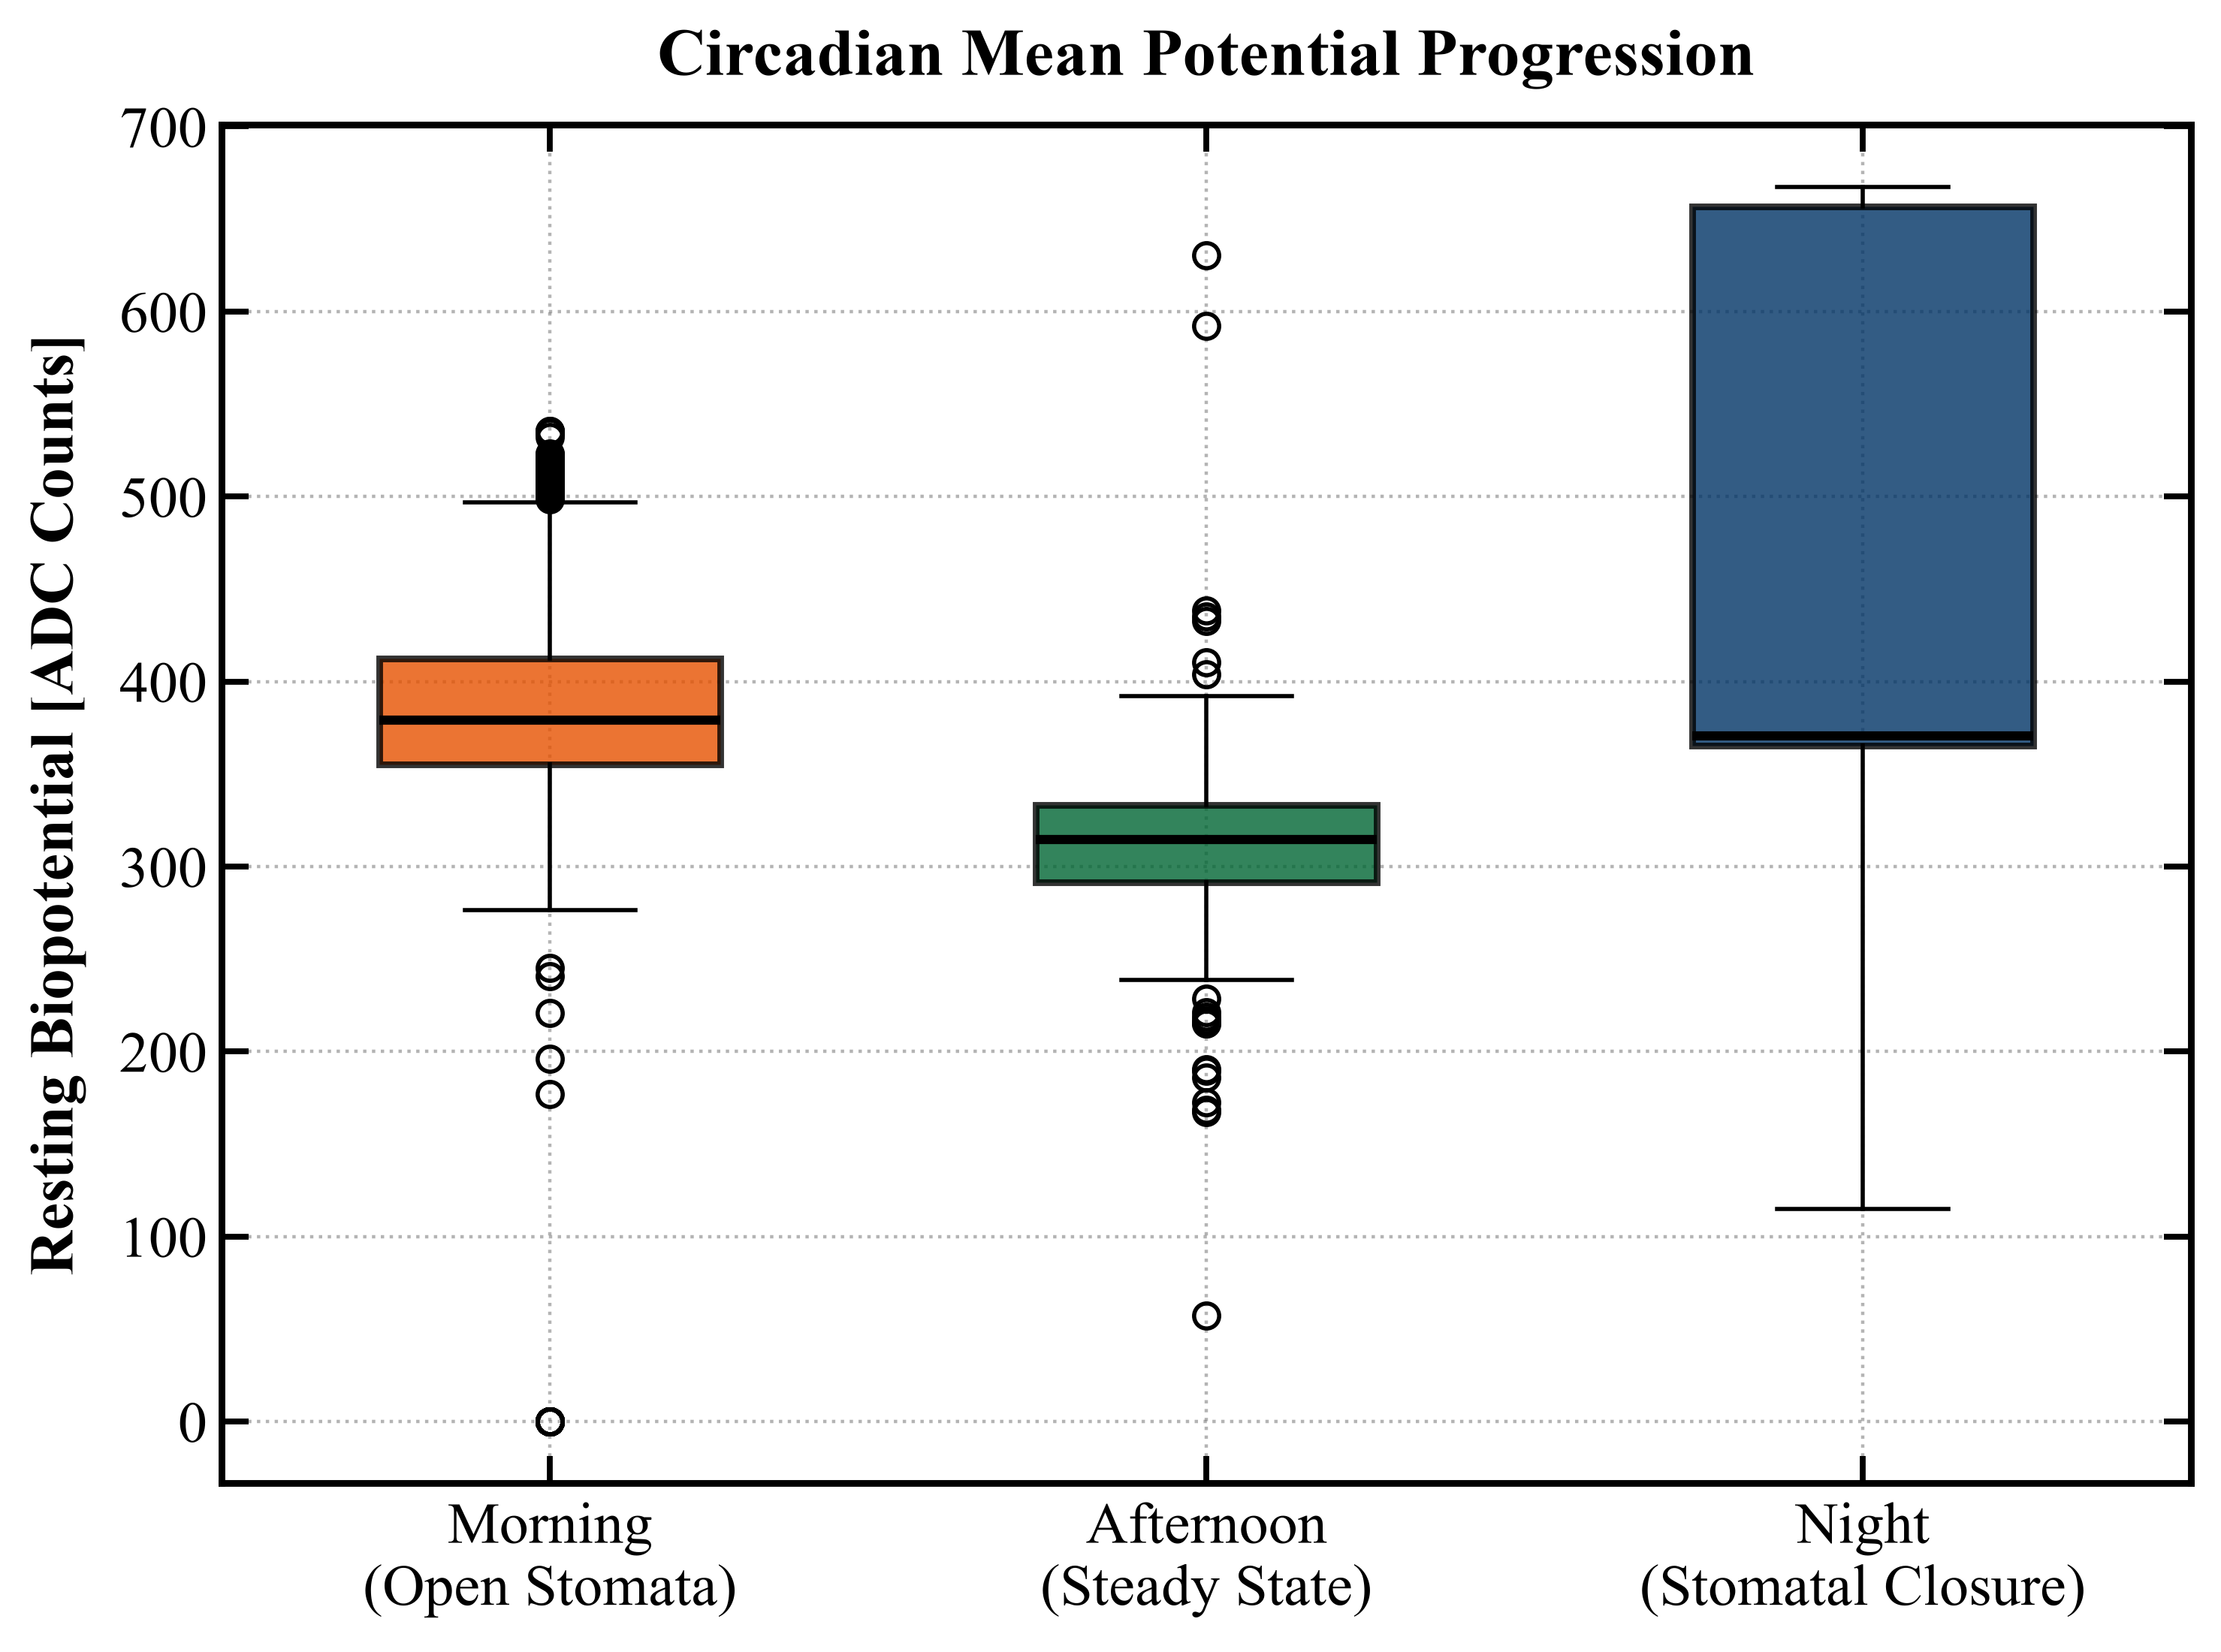 Circadian Mean Potential Progression
Resting Biopotential [ADC Counts]
700
600
500
400
300
200
100
0
Morning
(Open Stomata)
Afternoon
(Steady State)
Night
(Stomatal Closure)